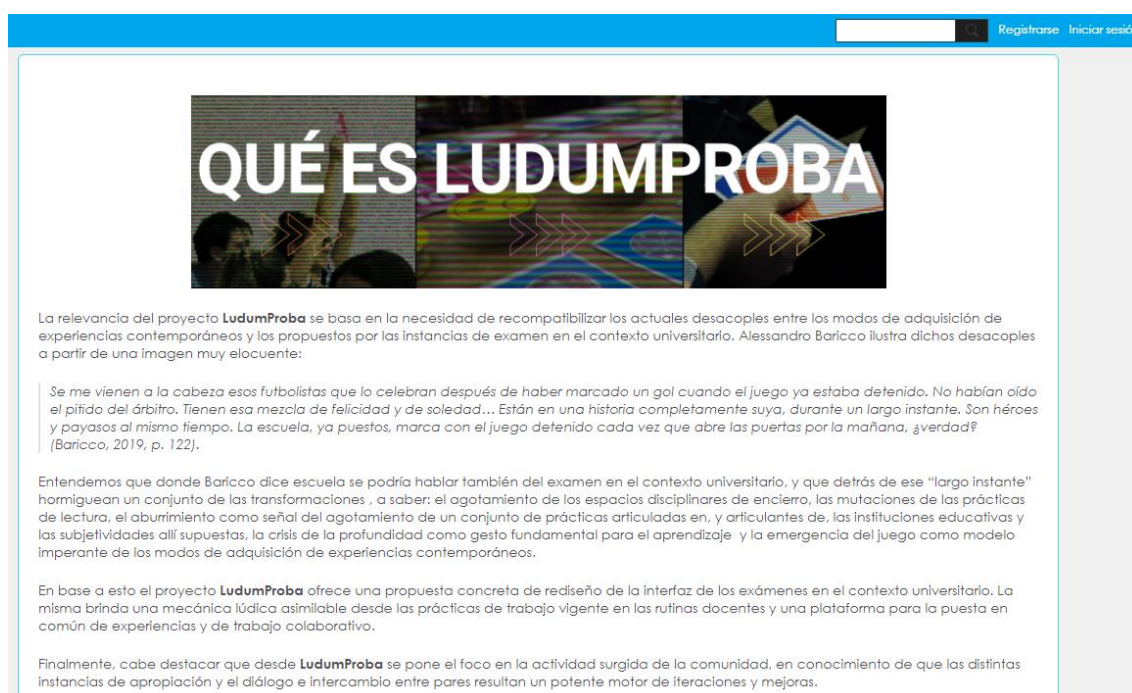 Registrarse Iniciar sesió
QUÉ ES LUDUMPROBA
La relevancia del proyecto LudumProba se basa en la necesidad de recompatibilizar los actuales desacoples entre los modos de adquisición de
experiencias contemporáneos y los propuestos por las instancias de examen en el contexto universitario. Alessandro Baricco ilustra dichos desacoples
a partir de una imagen muy elocuente:
Se me vienen a la cabeza esos futbolistas que lo celebran después de haber marcado un gol cuando el juego ya estaba detenido. No habían oído
el pitido del árbitro. Tienen esa mezcla de felicidad y de soledad… Están en una historia completamente suya, durante un largo instante. Son héroes
y payasos al mismo tiempo. La escuela, ya puestos, marca con el juego detenido cada vez que abre las puertas por la mañana, ¿verdad?
(Baricco, 2019, p. 122).
Entendemos que donde Baricco dice escuela se podría hablar también del examen en el contexto universitario, y que detrás de ese “largo instante”
hormiguean un conjunto de las transformaciones , a saber: el agotamiento de los espacios disciplinares de encierro, las mutaciones de las prácticas
de lectura, el aburrimiento como señal del agotamiento de un conjunto de prácticas articuladas en, y articulantes de, las instituciones educativas y
las subjetividades allí supuestas, la crisis de la profundidad como gesto fundamental para el aprendizaje y la emergencia del juego como modelo
imperante de los modos de adquisición de experiencias contemporáneos.
En base a esto el proyecto LudumProba ofrece una propuesta concreta de rediseño de la interfaz de los exámenes en el contexto universitario. La
misma brinda una mecánica lúdica asimilable desde las prácticas de trabajo vigente en las rutinas docentes y una plataforma para la puesta en
común de experiencias y de trabajo colaborativo.
Finalmente, cabe destacar que desde LudumProba se pone el foco en la actividad surgida de la comunidad, en conocimiento de que las distintas
instancias de apropiación y el diálogo e intercambio entre pares resultan un potente motor de iteraciones y mejoras.